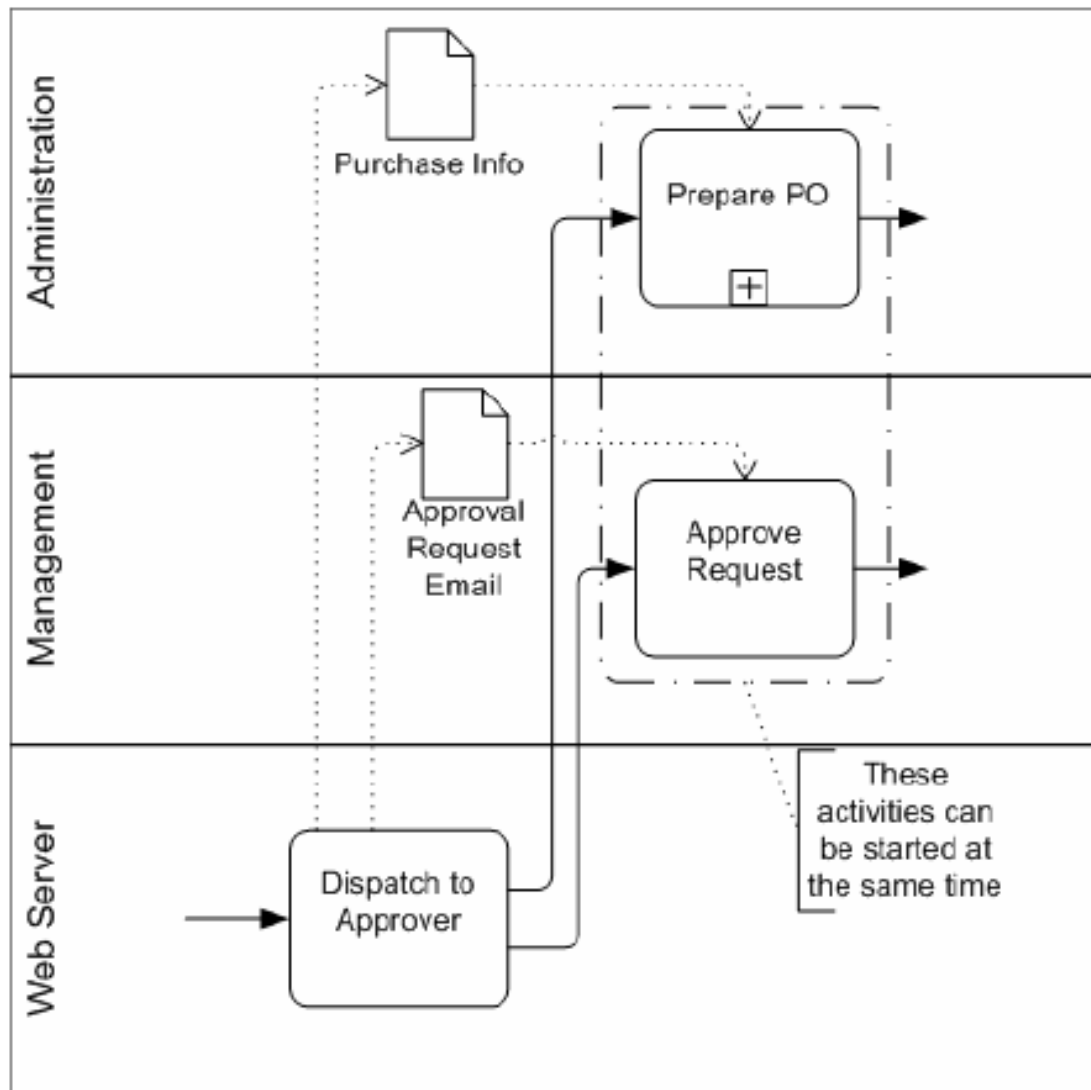 Administration
Purchase Info
Prepare PO
Management
Approval
Request
Email
Approve
Request
Web Server
Dispatch to
Approver
These
activities can
be started at
the same time